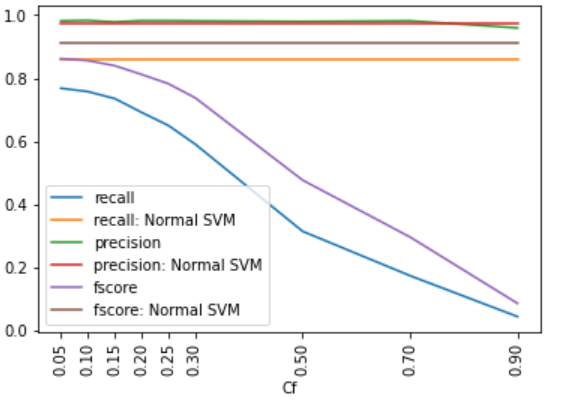 1.0
0.8
0.6
0.4
0.2
0.0
recall
recall: Normal SVM
precision
precision: Normal SVM
fscore
fscore: Normal SVM
0.05
0.10
0.15
0.20
0.25
0.30
0.50
0.70
0.90
Cf